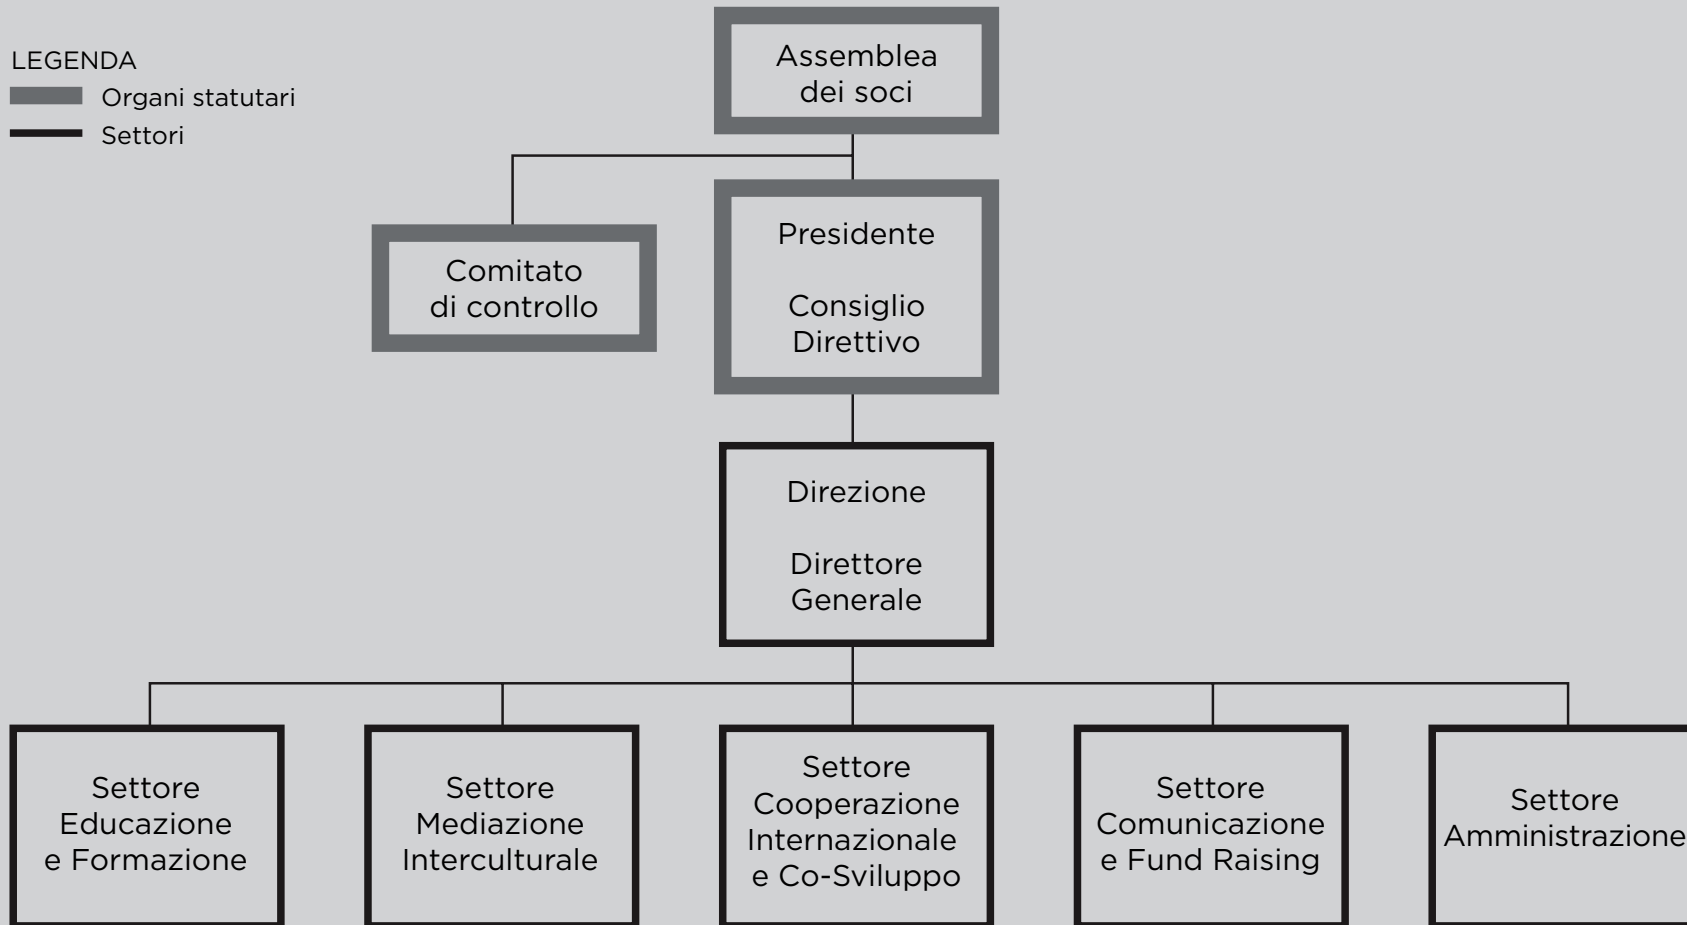 LEGENDA
Organi statutari
Settori
Assemblea
dei soci
Comitato
di controllo
Presidente
Consiglio
Direttivo
Direzione
Direttore
Generale
Settore
Educazione
e Formazione
Settore
Mediazione
Interculturale
Settore
Cooperazione
Internazionale
e Co-Sviluppo
Settore
Comunicazione
e Fund Raising
Settore
Amministrazione